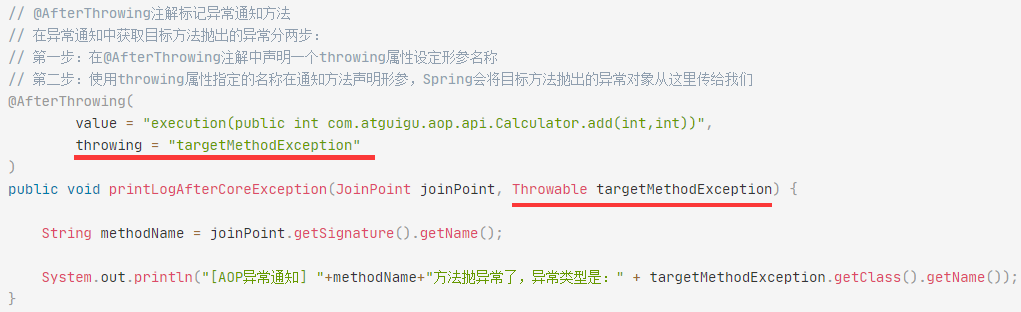 // @AfterThrowing注解标记异常通知方法
// 在异常通知中获取目标方法抛出的异常分两步：
// 第一步：在@AfterThrowing注解中声明一个throwing属性设定形参名称
// 第二步：使用throwing属性指定的名称在通知方法声明形参，Spring会将目标方法抛出的异常对象从这里传给我们
@AfterThrowing(
        value = "execution(public int com.atguigu.aop.api.Calculator.add(int,int))",
        throwing = "targetMethodException"
)
public void printLogAfterCoreException(JoinPoint joinPoint, Throwable targetMethodException) {
    String methodName = joinPoint.getSignature().getName();
    System.out.println("[AOP异常通知] "+methodName+"方法抛异常了，异常类型是：" + targetMethodException.getClass().getName());
}